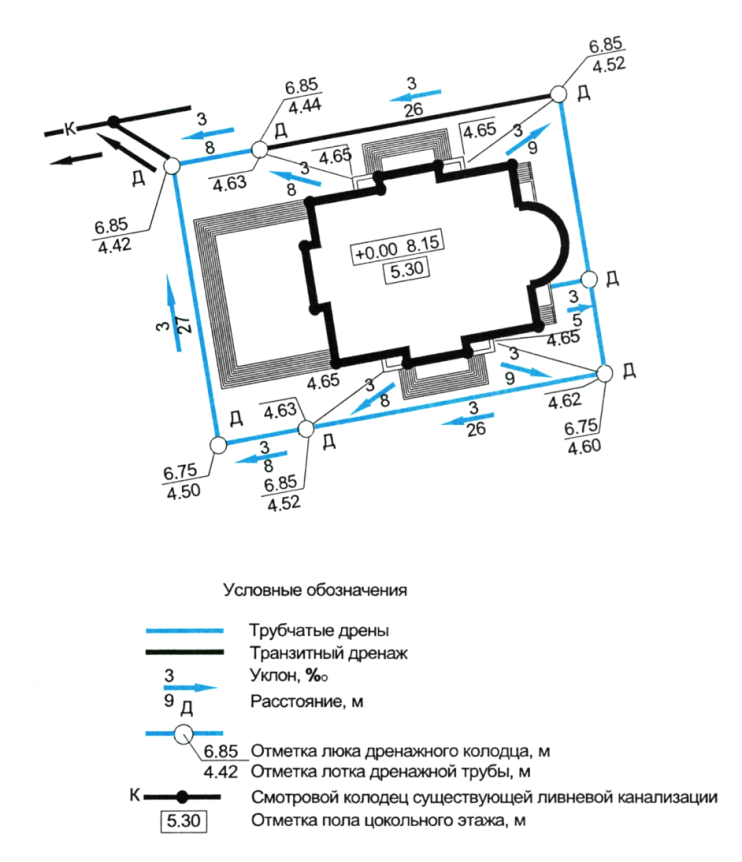 6.85
4.52
Д
3
26
6.85
4.44
Д
3
8
К
Д
4.63
4.65
3
8
4.65
3
9
6.85
4.42
+0.00 8.15
5.30
Д
3
5
4.65
3
27
4.65
3
8
3
9
Д
4.62
6.75
4.60
Д
4.63
Д
3
26
3
8
6.75
4.50
6.85
4.52
Условные обозначения
Трубчатые дрены
Транзитный дренаж
3
Уклон, ‰
9
Расстояние, м
Д
6.85
Отметка люка дренажного колодца, м
4.42
Отметка лотка дренажной трубы, м
К
Смотровой колодец существующей ливневой канализации
5.30
Отметка пола цокольного этажа, м